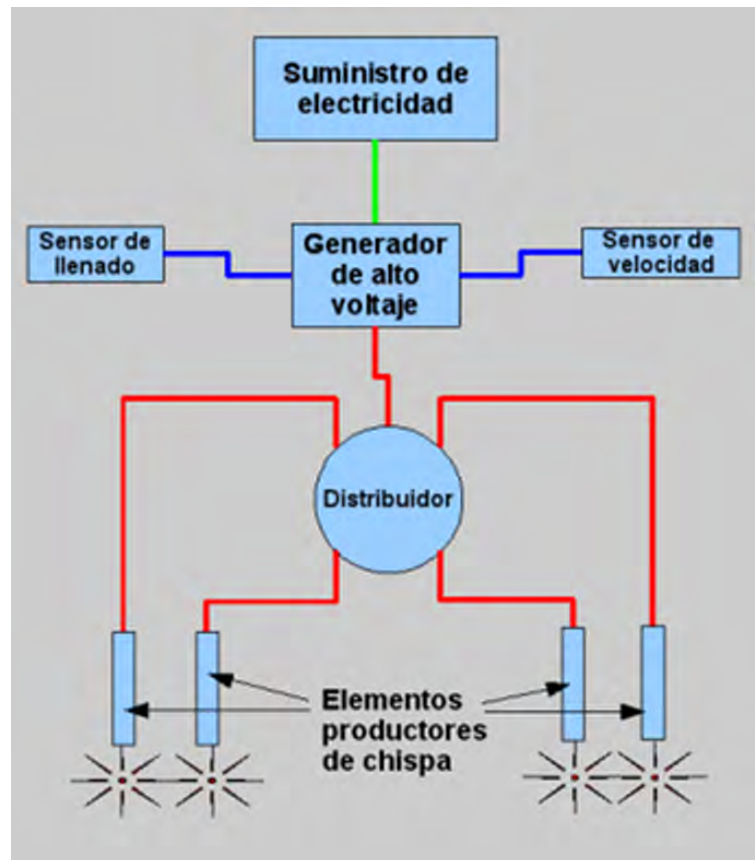 Suministro de
electricidad
Sensor de
llenado
Generador
de alto
voltaje
Sensor de
velocidad
Distribuidor
Elementos
productores
de chispa